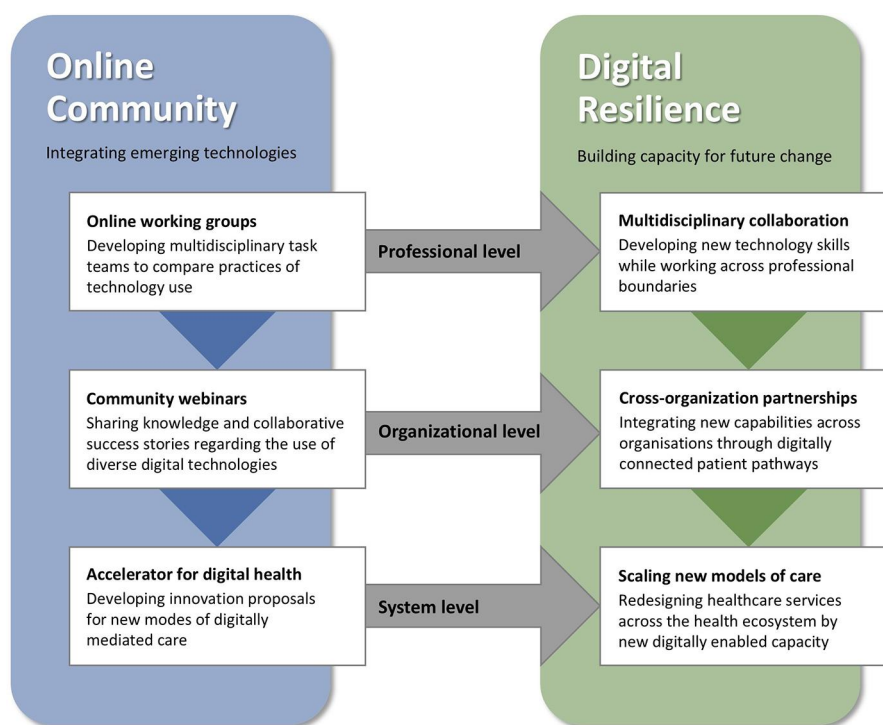 Online
Community
Integrating emerging technologies
Online working groups
Developing multidisciplinary task
teams to compare practices of
technology use
Community webinars
Sharing knowledge and collaborative
success stories regarding the use of
diverse digital technologies
Accelerator for digital health
Developing innovation proposals
for new modes of digitally
mediated care
Professional level
Organizational level
System level
Digital
Resilience
Building capacity for future change
Multidisciplinary collaboration
Developing new technology skills
while working across professional
boundaries
Cross-organization partnerships
Integrating new capabilities across
organisations through digitally
connected patient pathways
Scaling new models of care
Redesigning healthcare services
across the health ecosystem by
new digitally enabled capacity